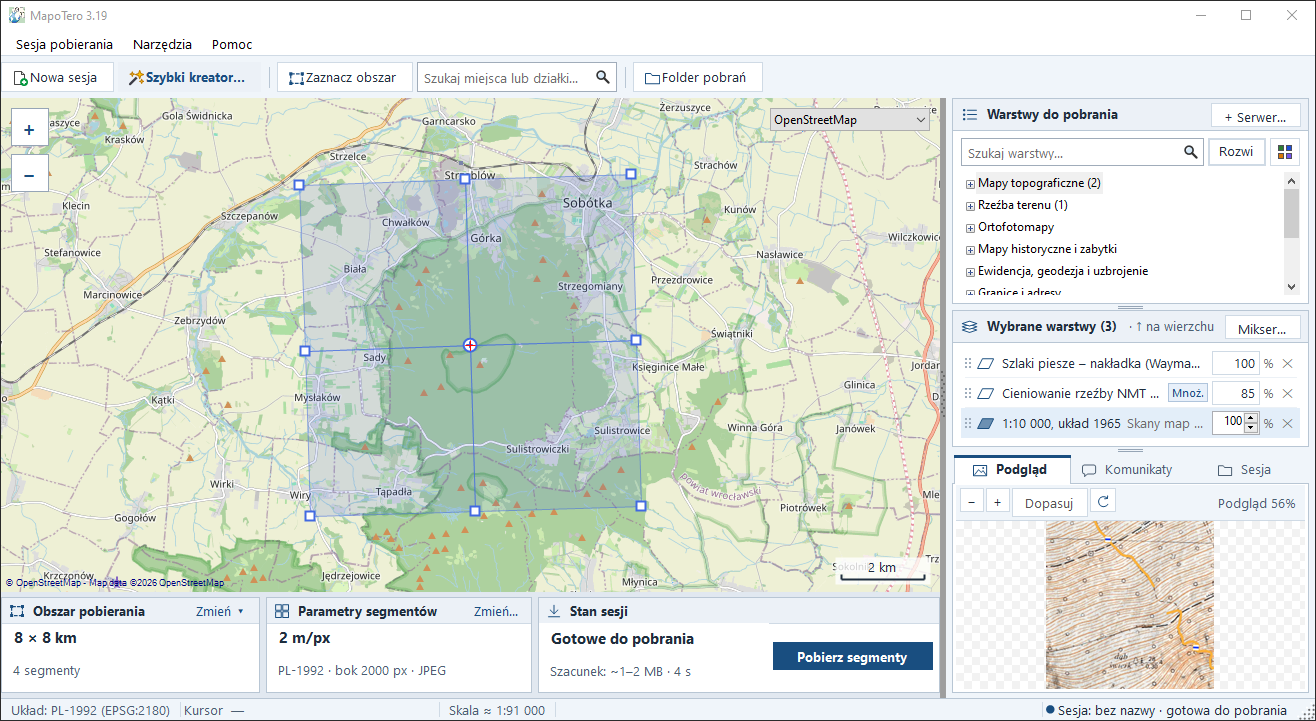 MapoTero 3.19
Sesja pobierania Narzędzia Pomoc
Nowa sesja Szybki kreator... Zaznacz obszar Szukaj miejsca lub działki... Folder pobrań
+
−
OpenStreetMap
Żerzuszyce
Gola Świdnicka
Garncarsko
Krasków
Strzelce
Strachów
Klecin
Sobótka
Szczepanów
Chwałków
Kunów
Górka
Wilczkowice
Stefanowice
Biała
Nasławice
Przezdrowice
Strzegomiany
Marcinowice
Zebrzydów
Świątniki
Sady
Księginice Małe
Glinica
Mysłaków
Kątki
Sulistrowice
Winna Góra
Janówek
Sulistrowiczki
Wirki
Wiry
Tąpadła
powiat wrocławski
Gogołów
Piotrówek
Krzczonów
Jędrzejowice
Młynica
2 km
© OpenStreetMap - Map data ©2026 OpenStreetMap
Warstwy do pobrania + Serwer...
Szukaj warstwy... Rozwi
Mapy topograficzne (2)
Rzeźba terenu (1)
Ortofotomapy
Mapy historyczne i zabytki
Ewidencja, geodezja i uzbrojenie
Granice i adresy
Wybrane warstwy (3) · ↑ na wierzchu Mikser...
Szlaki piesze – nakładka (Wayma... 100 %
Cieniowanie rzeźby NMT ... Mnoż. 85 %
1:10 000, układ 1965 Skany map ... 100 %
Podgląd Komunikaty Sesja
− + Dopasuj Podgląd 56%
Obszar pobierania Zmień
8 × 8 km
4 segmenty
Parametry segmentów Zmień...
2 m/px
PL-1992 · bok 2000 px · JPEG
Stan sesji
Gotowe do pobrania
Szacunek: ~1–2 MB · 4 s
Pobierz segmenty
Układ: PL-1992 (EPSG:2180) Kursor — Skala ≈ 1:91 000 Sesja: bez nazwy · gotowa do pobrania